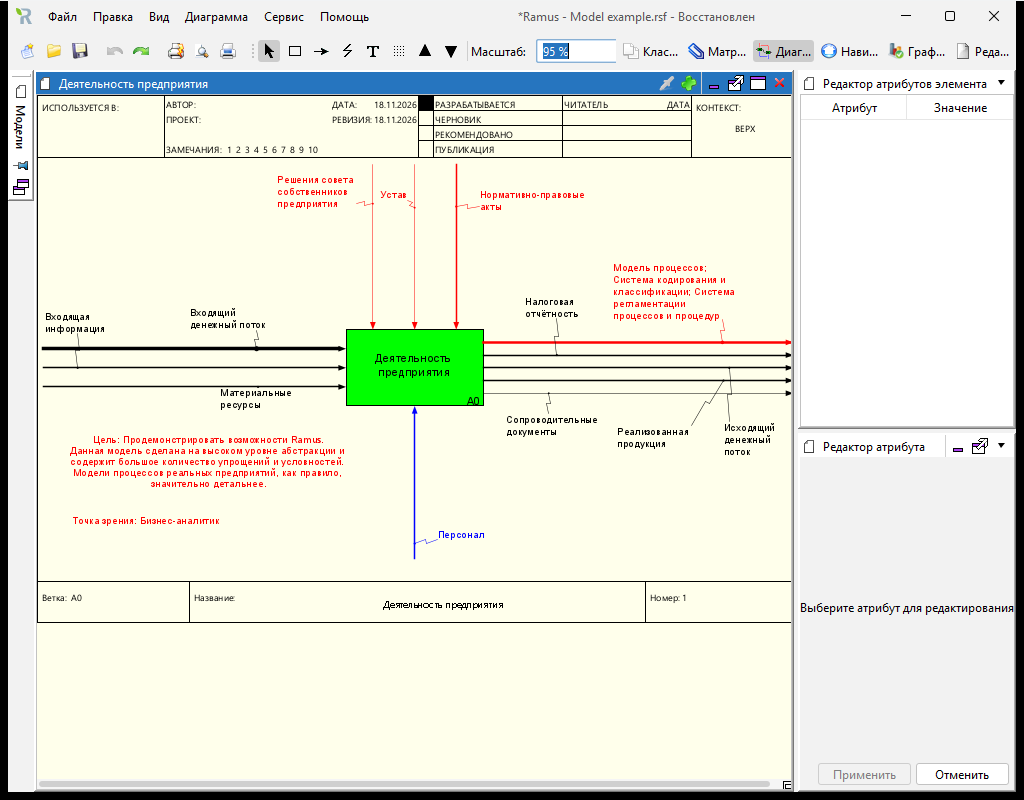 Файл Правка Вид Диаграмма Сервис Помощь *Ramus - Model example.rsf - Восстановлен
Масштаб: 95 % Клас... Матр... Диаг... Нави... Граф... Реда...
Модели
Деятельность предприятия
ИСПОЛЬЗУЕТСЯ В:
АВТОР: ДАТА: 18.11.2026
ПРОЕКТ: РЕВИЗИЯ: 18.11.2026
ЗАМЕЧАНИЯ: 1 2 3 4 5 6 7 8 9 10
РАЗРАБАТЫВАЕТСЯ
ЧЕРНОВИК
РЕКОМЕНДОВАНО
ПУБЛИКАЦИЯ
ЧИТАТЕЛЬ ДАТА
КОНТЕКСТ:
ВЕРХ
Решения совета
собственников
предприятия
Устав
Нормативно-правовые
акты
Модель процессов;
Система кодирования и
классификации; Система
регламентации
процессов и процедур
Входящая
информация
Входящий
денежный поток
Налоговая
отчётность
Деятельность
предприятия
A0
Материальные
ресурсы
Сопроводительные
документы
Реализованная
продукция
Исходящий
денежный
поток
Цель: Продемонстрировать возможности Ramus.
Данная модель сделана на высоком уровне абстракции и
содержит большое количество упрощений и условностей.
Модели процессов реальных предприятий, как правило,
значительно детальнее.
Точка зрения: Бизнес-аналитик
Персонал
Ветка: A0
Название:
Деятельность предприятия
Номер: 1
Редактор атрибутов элемента
Атрибут Значение
Редактор атрибута
Выберите атрибут для редактирования
Применить Отменить